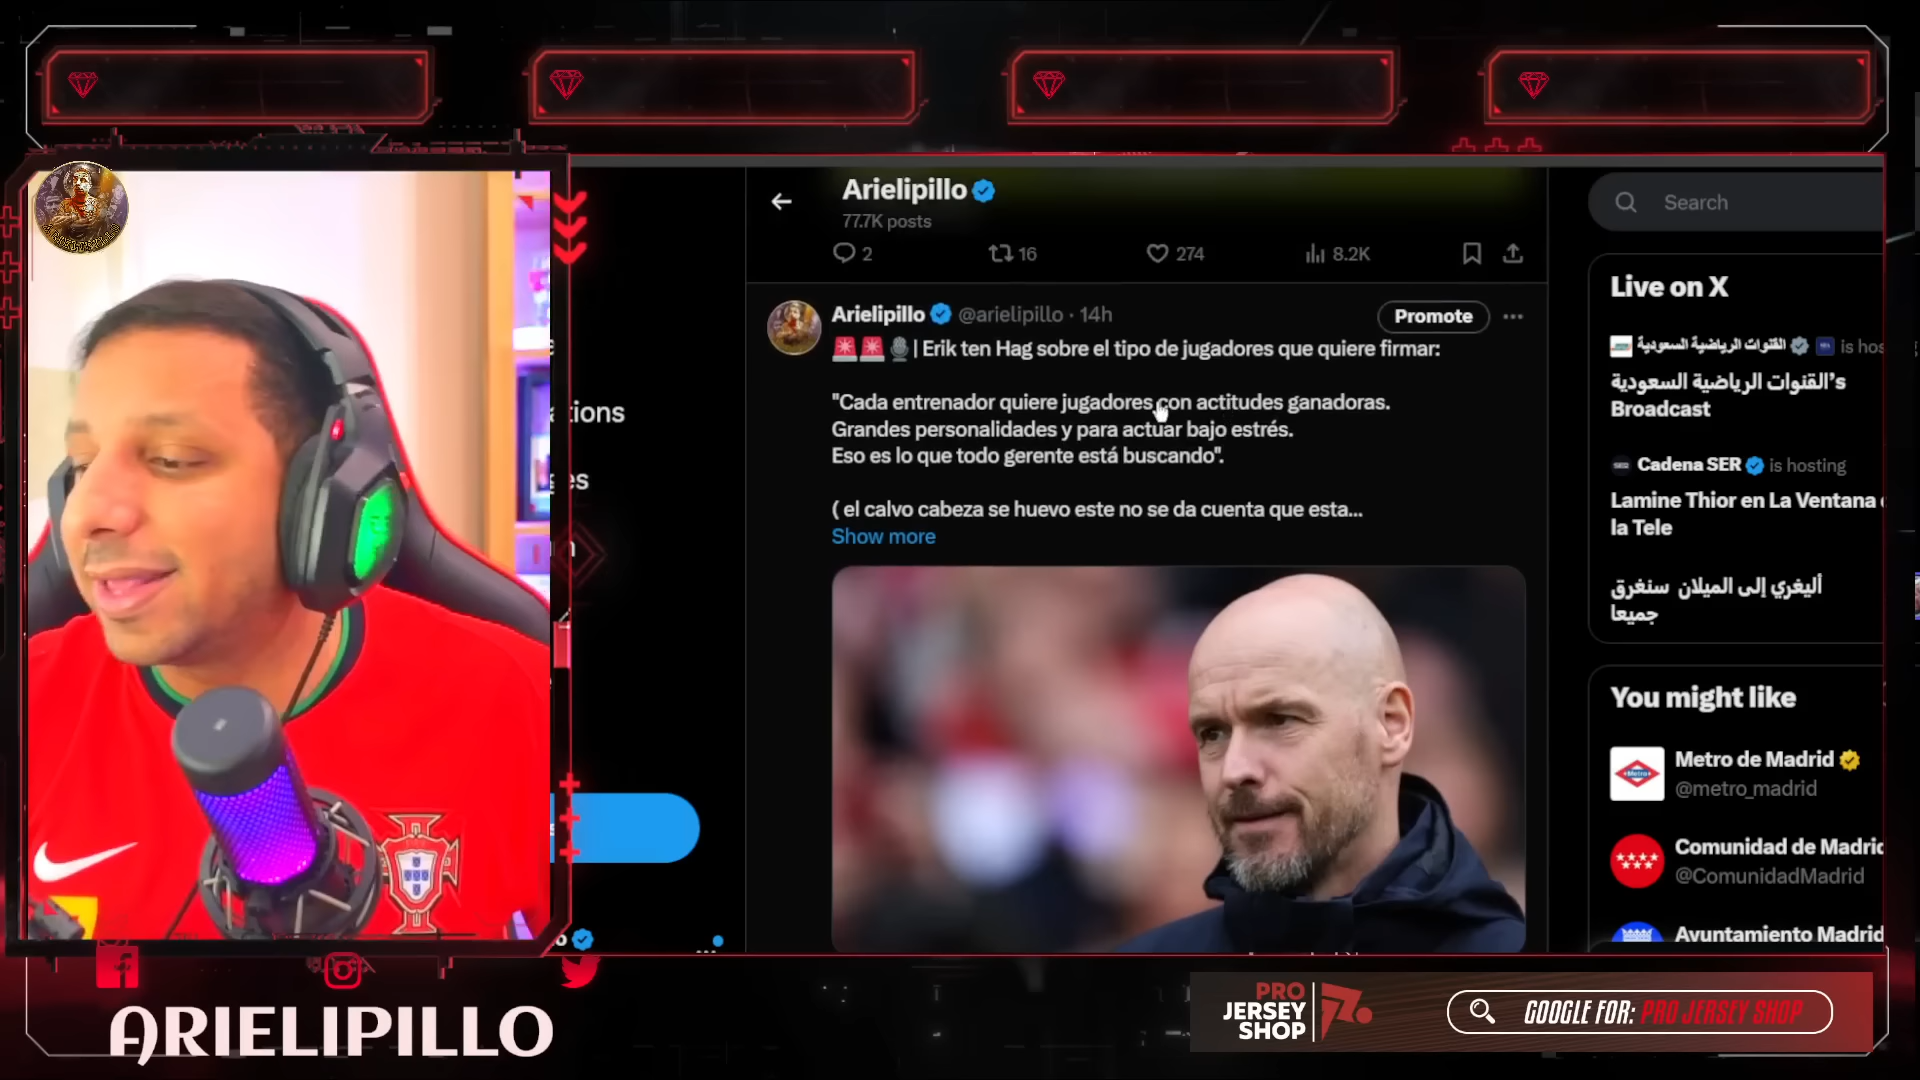 Arielipillo
77.7K posts
2 16 274 8.2K
Arielipillo @arielipillo · 14h
Promote
| Erik ten Hag sobre el tipo de jugadores que quiere firmar:
"Cada entrenador quiere jugadores con actitudes ganadoras.
Grandes personalidades y para actuar bajo estrés.
Eso es lo que todo gerente está buscando".
( el calvo cabeza se huevo este no se da cuenta que esta...
Show more
Search
Live on X
القنوات الرياضية السعودية is hos
القنوات الرياضية السعودية's
Broadcast
Cadena SER is hosting
Lamine Thior en La Ventana
la Tele
أليغري إلى الميلان سنغرق
جميعا
You might like
Metro de Madrid
@metro_madrid
Comunidad de Madrid
@ComunidadMadrid
Ayuntamiento Madrid
ARIELIPILLO
PRO
JERSEY
SHOP
GOOGLE FOR: PRO JERSEY SHOP